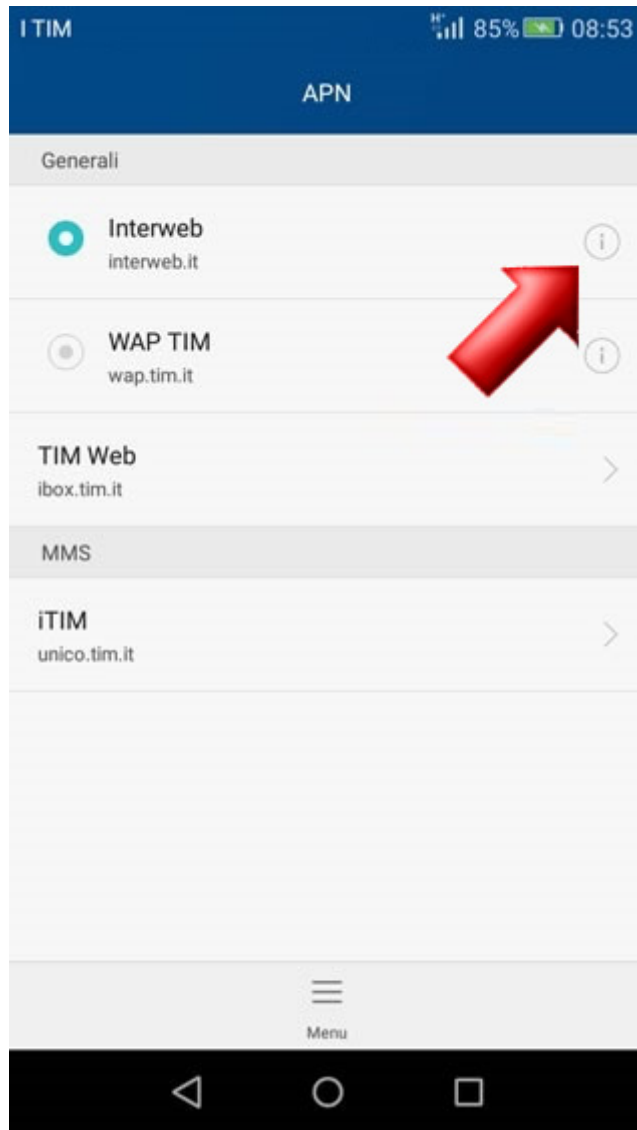 I TIM 85% 08:53
APN
Generali
Interweb
interweb.it
WAP TIM
wap.tim.it
TIM Web
ibox.tim.it
MMS
iTIM
unico.tim.it
Menu